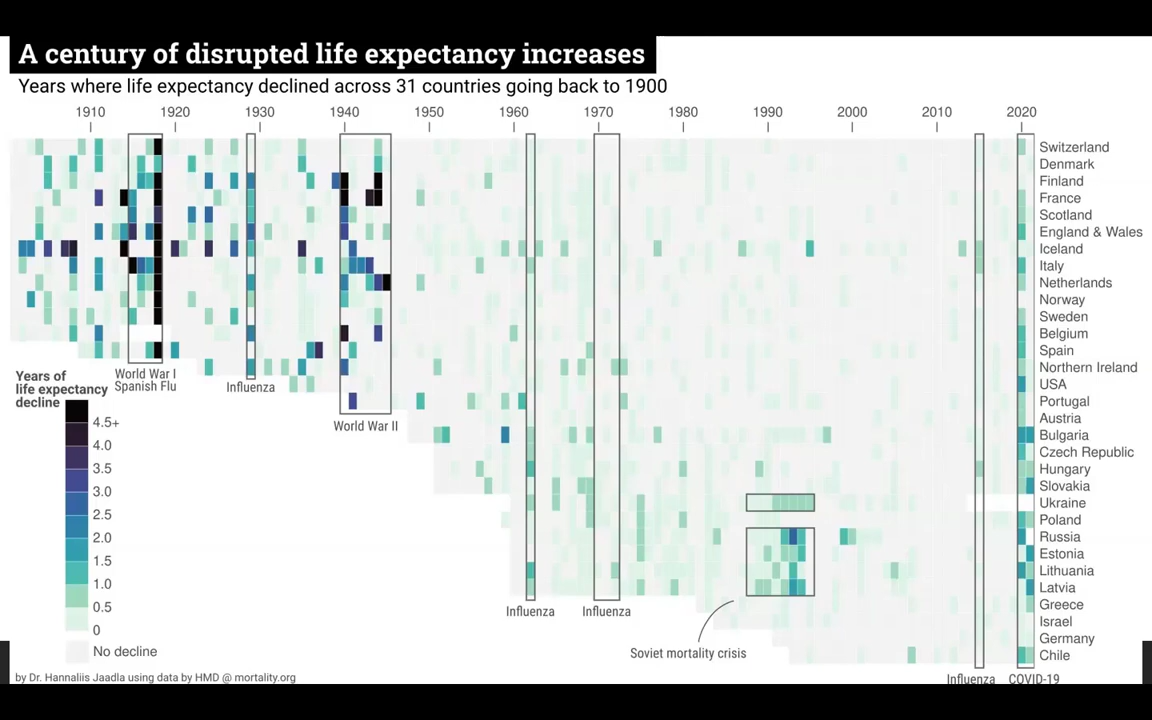 A century of disrupted life expectancy increases
Years where life expectancy declined across 31 countries going back to 1900
1910 1920 1930 1940 1950 1960 1970 1980 1990 2000 2010 2020
Switzerland
Denmark
Finland
France
Scotland
England & Wales
Iceland
Italy
Netherlands
Norway
Sweden
Belgium
Spain
Northern Ireland
USA
Portugal
Austria
Bulgaria
Czech Republic
Hungary
Slovakia
Ukraine
Poland
Russia
Estonia
Lithuania
Latvia
Greece
Israel
Germany
Chile
World War I
Spanish Flu
Influenza
World War II
Influenza
Influenza
Soviet mortality crisis
Influenza
COVID-19
Years of
life expectancy
decline
4.5+
4.0
3.5
3.0
2.5
2.0
1.5
1.0
0.5
0
No decline
by Dr. Hannaliis Jaadla using data by HMD @ mortality.org